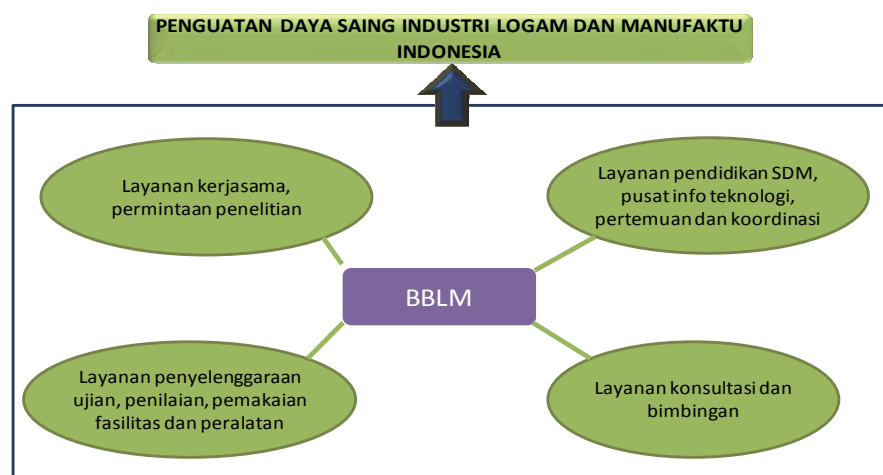 PENGUATAN DAYA SAING INDUSTRI LOGAM DAN MANUFAKTU
INDONESIA
Layanan kerjasama,
permintaan penelitian
Layanan pendidikan SDM,
pusat info teknologi,
pertemuan dan koordinasi
BBLM
Layanan penyelenggaraan
ujian, penilaian, pemakaian
fasilitas dan peralatan
Layanan konsultasi dan
bimbingan